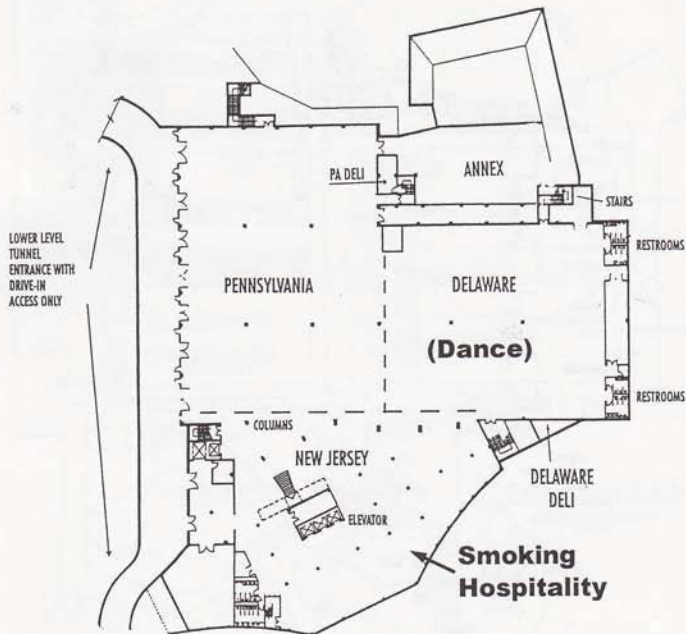 PA DELI
ANNEX
STAIRS
LOWER LEVEL
TUNNEL
ENTRANCE WITH
DRIVE-IN
ACCESS ONLY
RESTROOMS
PENNSYLVANIA
DELAWARE
(Dance)
RESTROOMS
COLUMNS
NEW JERSEY
DELAWARE
DELI
ELEVATOR
Smoking
Hospitality